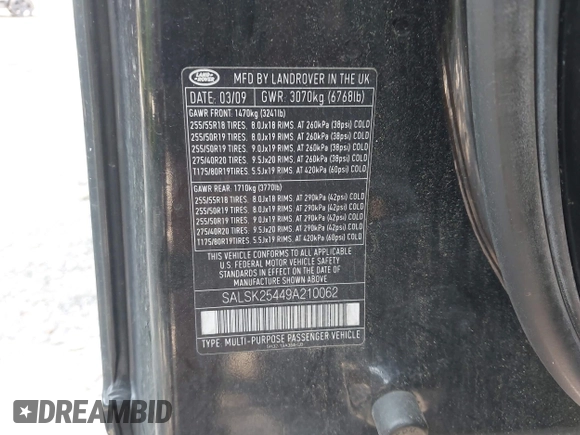 LAND ROVER
MFD BY LANDROVER IN THE UK
DATE: 03/09 GWR: 3070kg (6768lb)
GAWR FRONT. 1470kg (3241lb)
255/55R18 TIRES. 8.0Jx18 RIMS. AT 260kPa (38psi) COLD
255/50R19 TIRES. 8.0Jx19 RIMS. AT 260kPa (38psi) COLD
255/50R19 TIRES. 9.0Jx19 RIMS. AT 260kPa (38psi) COLD
275/40R20 TIRES. 9.5Jx20 RIMS. AT 260kPa (38psi) COLD
T175/80R19TIRES. 5.5Jx19 RIMS. AT 420kPa (60psi) COLD
GAWR REAR. 1710kg (3770lb)
255/55R18 TIRES. 8.0Jx18 RIMS. AT 290kPa (42psi) COLD
255/50R19 TIRES. 8.0Jx19 RIMS. AT 290kPa (42psi) COLD
255/50R19 TIRES. 9.0Jx19 RIMS. AT 290kPa (42psi) COLD
275/40R20 TIRES. 9.5Jx20 RIMS. AT 290kPa (42psi) COLD
T175/80R19TIRES. 5.5Jx19 RIMS. AT 420kPa (60psi) COLD
THIS VEHICLE CONFORMS TO ALL APPLICABLE
U.S. FEDERAL MOTOR VEHICLE SAFETY
STANDARDS IN EFFECT ON THE DATE OF
MANUFACTURE SHOWN ABOVE
SALSK25449A210062
TYPE: MULTI-PURPOSE PASSENGER VEHICLE
DREAMBID